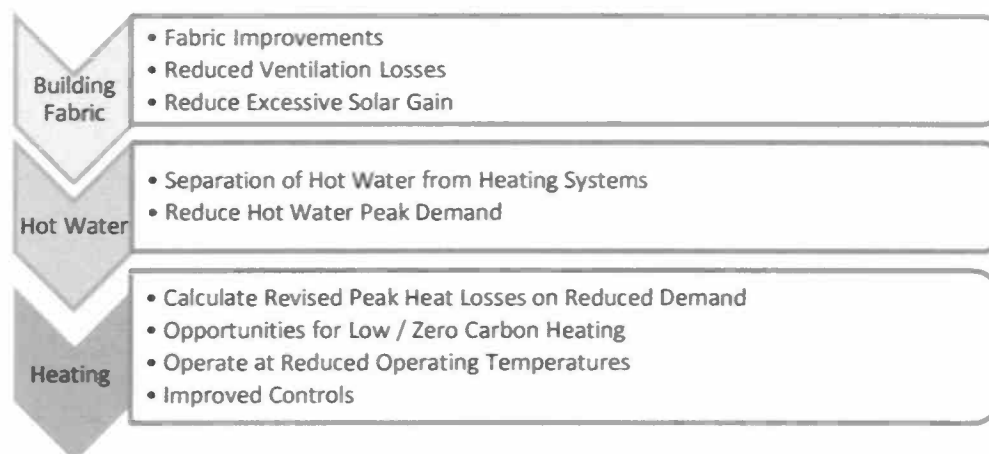 Building
Fabric
• Fabric Improvements
• Reduced Ventilation Losses
• Reduce Excessive Solar Gain
Hot Water
• Separation of Hot Water from Heating Systems
• Reduce Hot Water Peak Demand
Heating
• Calculate Revised Peak Heat Losses on Reduced Demand
• Opportunities for Low / Zero Carbon Heating
• Operate at Reduced Operating Temperatures
• Improved Controls